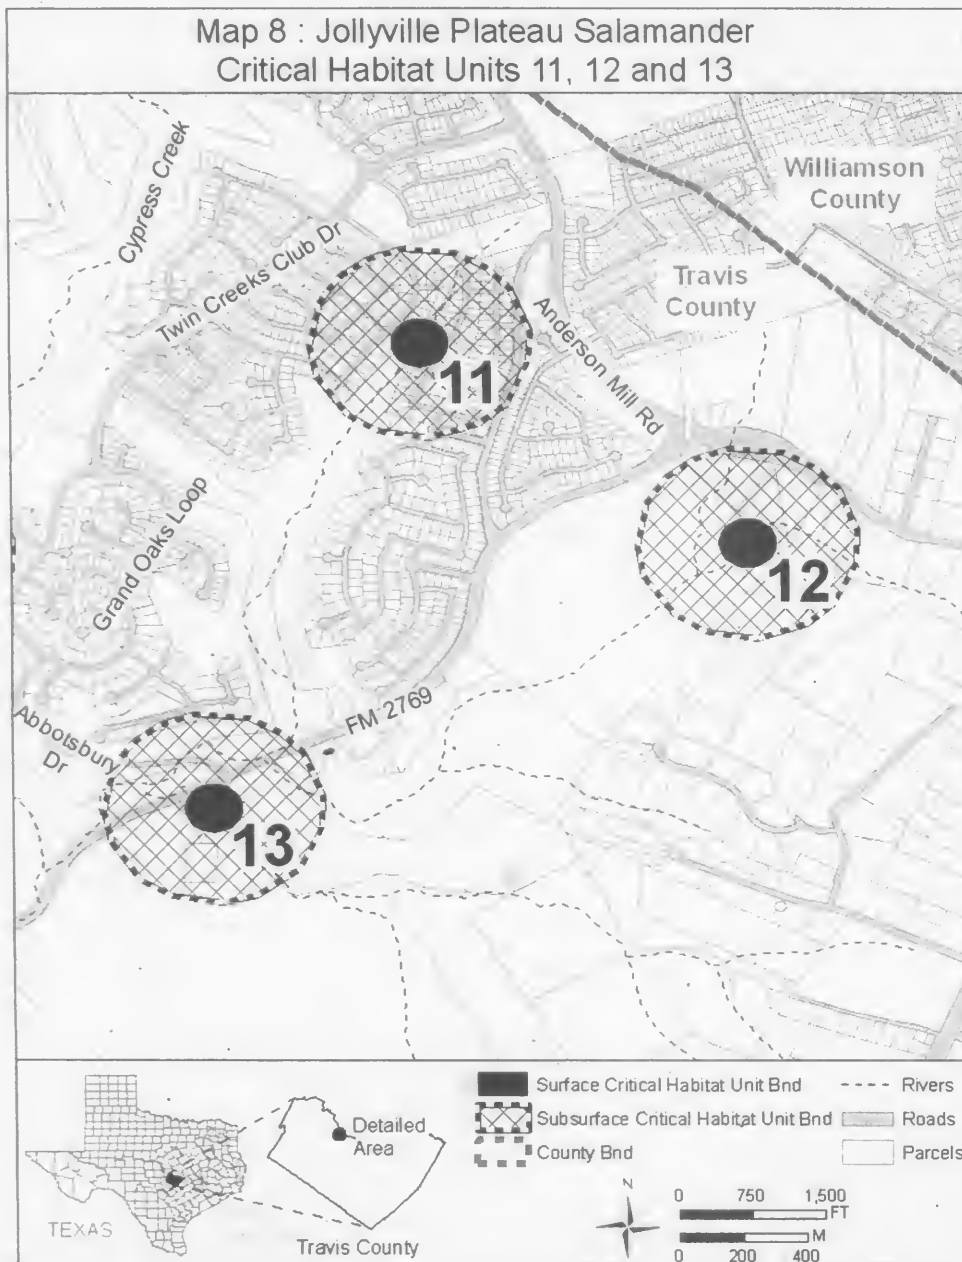 Map 8 : Jollyville Plateau Salamander
Critical Habitat Units 11, 12 and 13
Cypress Creek
Williamson
County
Twin Creeks Club Dr
Travis
County
Anderson Mill Rd
11
Grand Oaks Loop
12
FM 2769
Abbotsbury
Dr
13
Surface Critical Habitat Unit Bnd
Rivers
Subsurface Critical Habitat Unit Bnd
Roads
County Bnd
Parcels
Detailed
Area
TEXAS
Travis County
N
0 750 1,500
FT
M
0 200 400